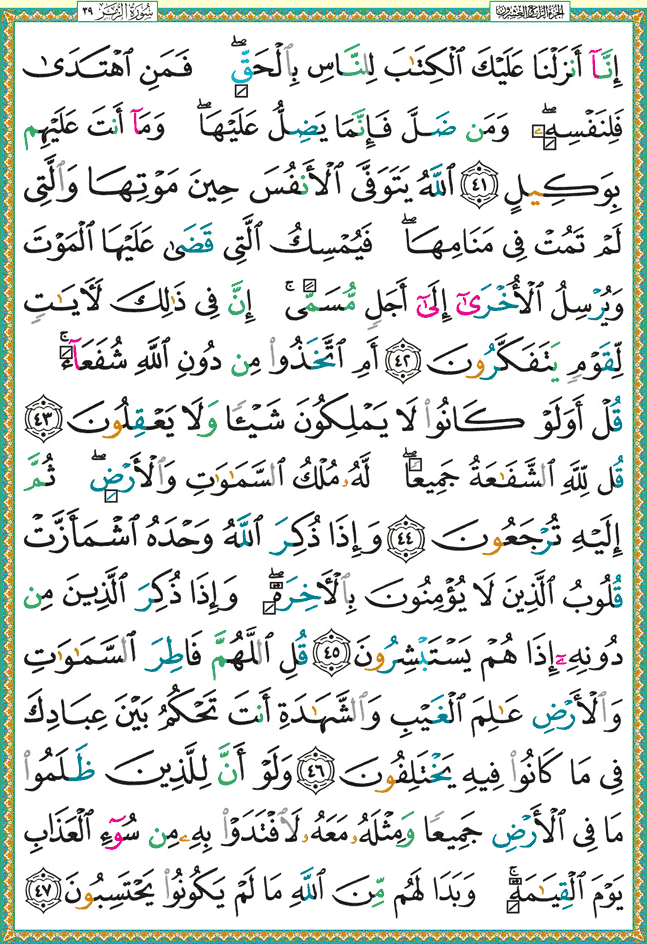 الجزء الرابع والعشرون
سُورَةُ الزُّمَر ٣٩
إِنَّآ أَنزَلْنَا عَلَيْكَ ٱلْكِتَٰبَ لِلنَّاسِ بِٱلْحَقِّ ۖ فَمَنِ ٱهْتَدَىٰ
فَلِنَفْسِهِۦ ۖ وَمَن ضَلَّ فَإِنَّمَا يَضِلُّ عَلَيْهَا ۖ وَمَآ أَنتَ عَلَيْهِم
بِوَكِيلٍ ﴿٤١﴾ ٱللَّهُ يَتَوَفَّى ٱلْأَنفُسَ حِينَ مَوْتِهَا وَٱلَّتِى
لَمْ تَمُتْ فِى مَنَامِهَا ۖ فَيُمْسِكُ ٱلَّتِى قَضَىٰ عَلَيْهَا ٱلْمَوْتَ
وَيُرْسِلُ ٱلْأُخْرَىٰٓ إِلَىٰٓ أَجَلٍ مُّسَمًّى ۚ إِنَّ فِى ذَٰلِكَ لَءَايَٰتٍ
لِّقَوْمٍ يَتَفَكَّرُونَ ﴿٤٢﴾ أَمِ ٱتَّخَذُوا۟ مِن دُونِ ٱللَّهِ شُفَعَآءَ ۚ
قُلْ أَوَلَوْ كَانُوا۟ لَا يَمْلِكُونَ شَيْـًٔا وَلَا يَعْقِلُونَ ﴿٤٣﴾
قُل لِّلَّهِ ٱلشَّفَٰعَةُ جَمِيعًا ۖ لَّهُۥ مُلْكُ ٱلسَّمَٰوَٰتِ وَٱلْأَرْضِ ۖ ثُمَّ
إِلَيْهِ تُرْجَعُونَ ﴿٤٤﴾ وَإِذَا ذُكِرَ ٱللَّهُ وَحْدَهُ ٱشْمَأَزَّتْ
قُلُوبُ ٱلَّذِينَ لَا يُؤْمِنُونَ بِٱلْءَاخِرَةِ ۖ وَإِذَا ذُكِرَ ٱلَّذِينَ مِن
دُونِهِۦٓ إِذَا هُمْ يَسْتَبْشِرُونَ ﴿٤٥﴾ قُلِ ٱللَّهُمَّ فَاطِرَ ٱلسَّمَٰوَٰتِ
وَٱلْأَرْضِ عَٰلِمَ ٱلْغَيْبِ وَٱلشَّهَٰدَةِ أَنتَ تَحْكُمُ بَيْنَ عِبَادِكَ
فِى مَا كَانُوا۟ فِيهِ يَخْتَلِفُونَ ﴿٤٦﴾ وَلَوْ أَنَّ لِلَّذِينَ ظَلَمُوا۟
مَا فِى ٱلْأَرْضِ جَمِيعًا وَمِثْلَهُۥ مَعَهُۥ لَٱفْتَدَوْا۟ بِهِۦ مِن سُوٓءِ ٱلْعَذَابِ
يَوْمَ ٱلْقِيَٰمَةِ ۚ وَبَدَا لَهُم مِّنَ ٱللَّهِ مَا لَمْ يَكُونُوا۟ يَحْتَسِبُونَ ﴿٤٧﴾